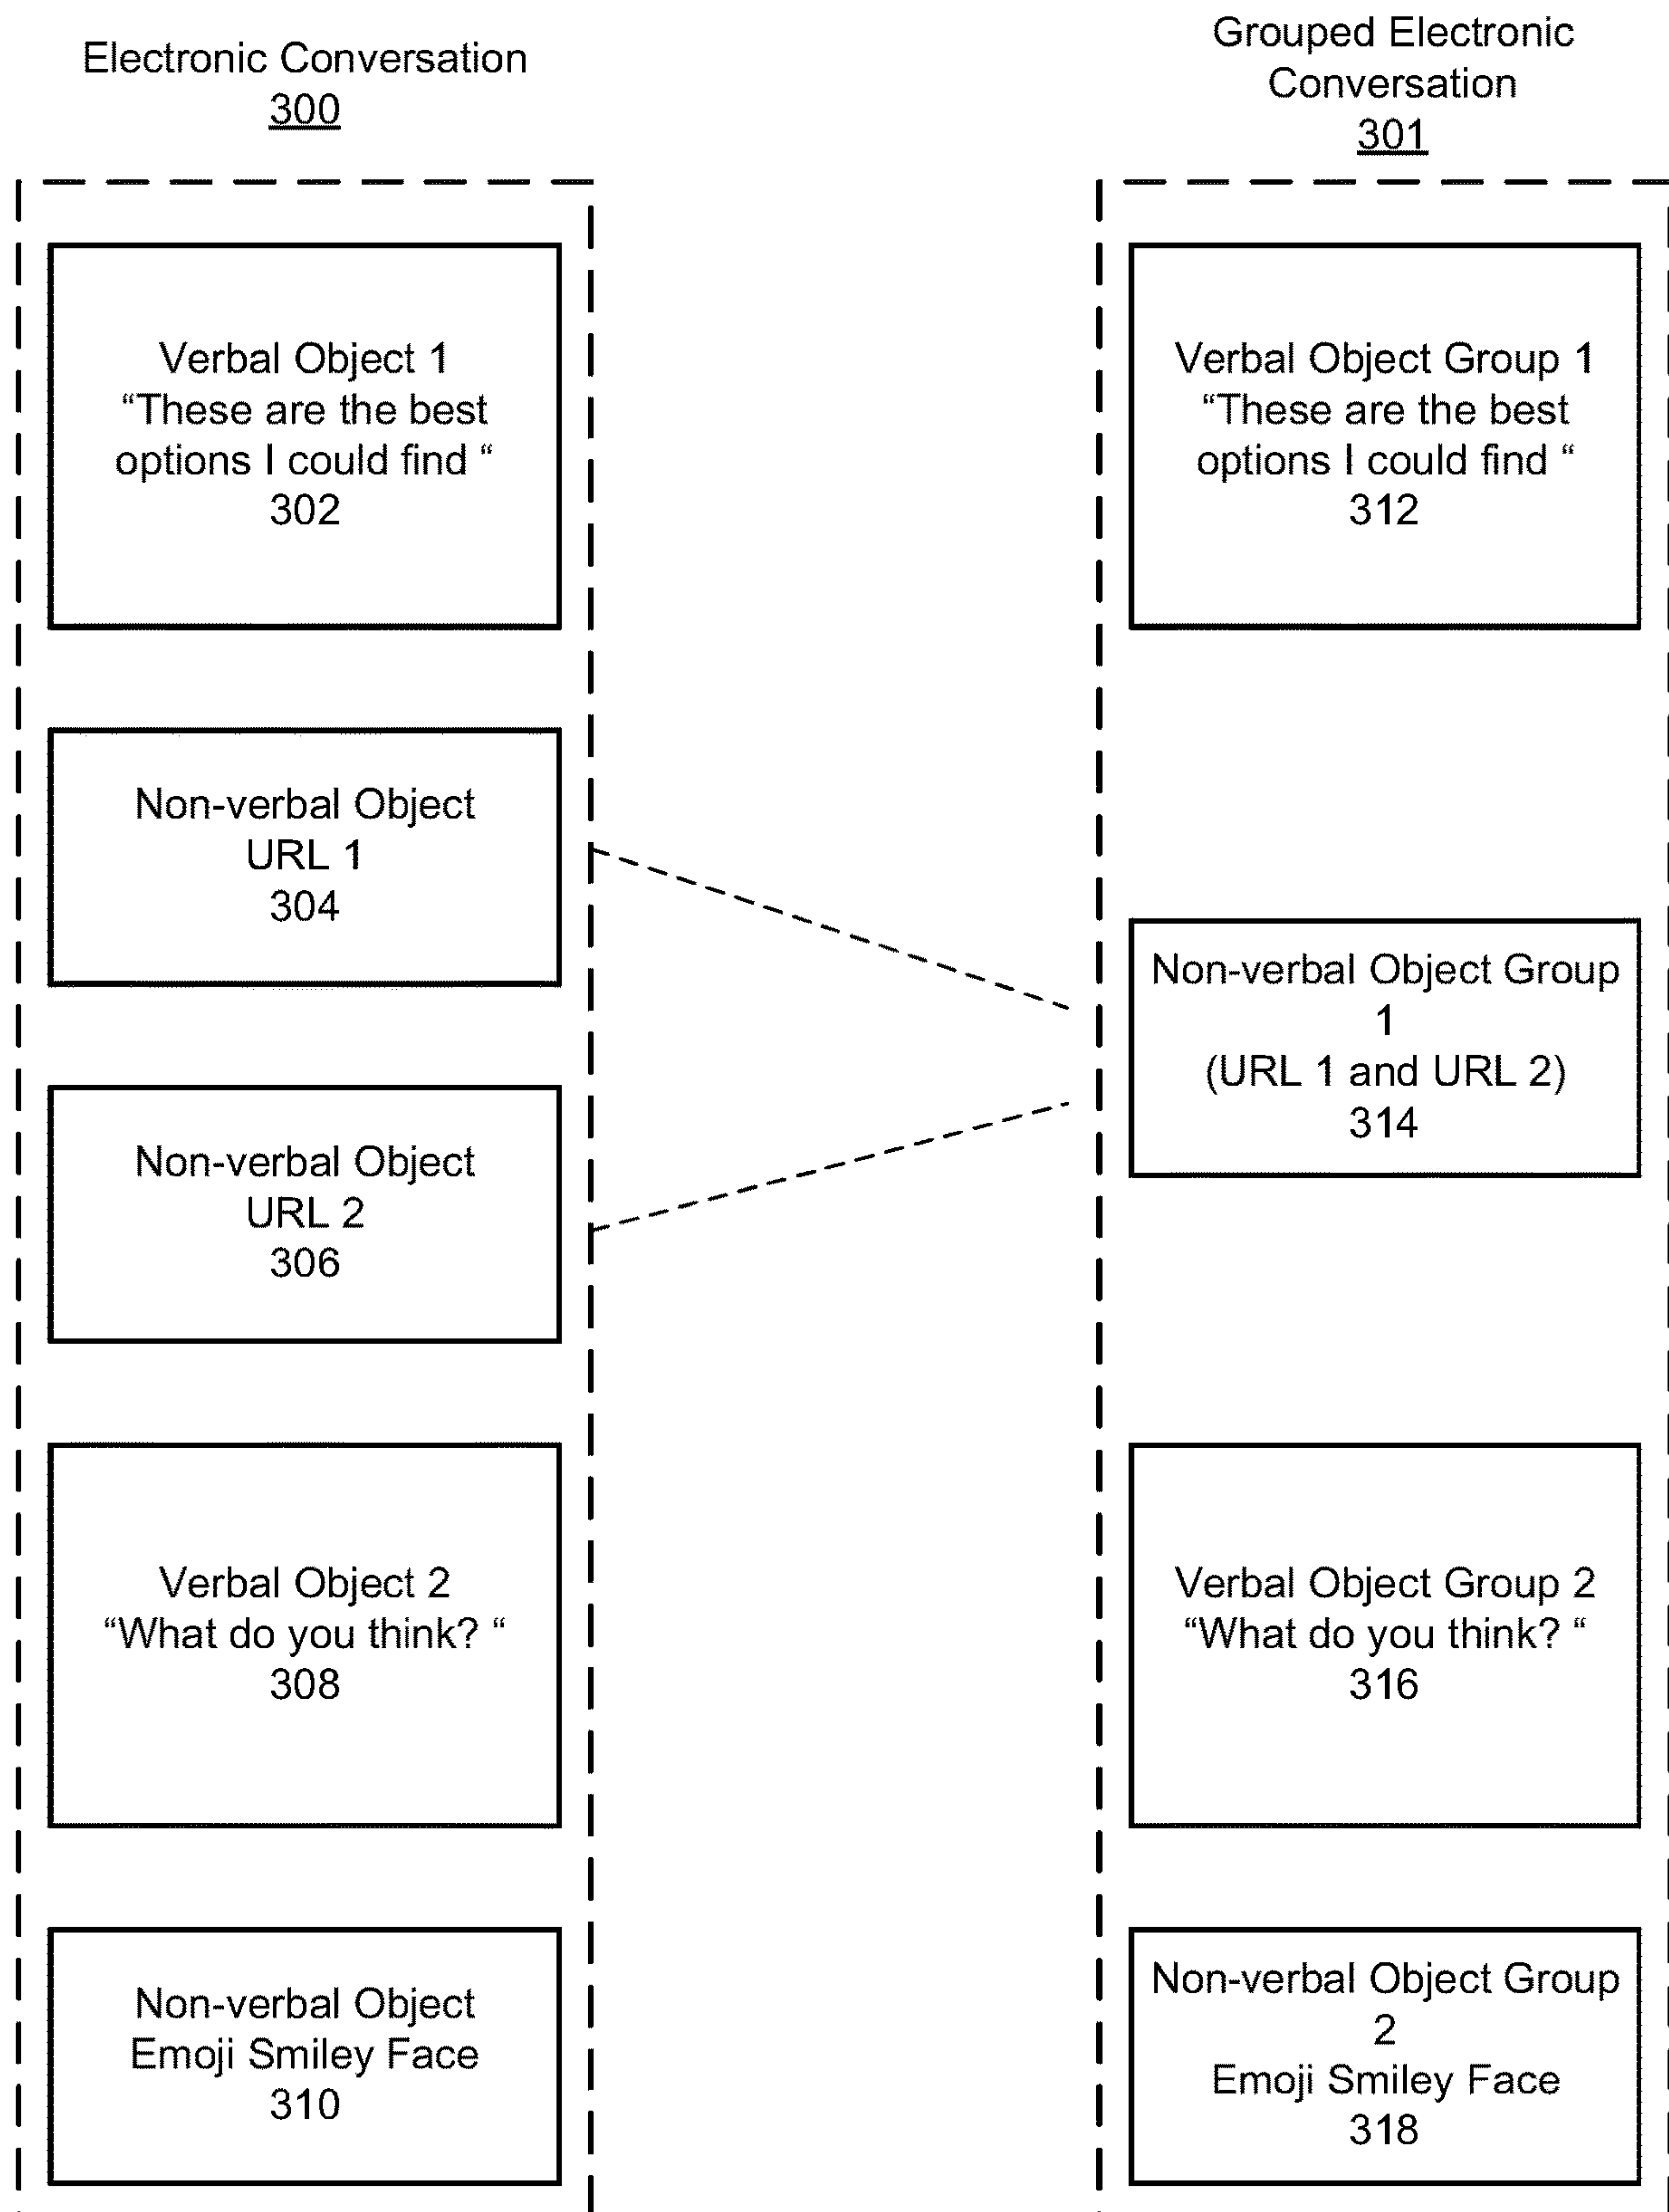 Electronic Conversation
300
Verbal Object 1
“These are the best
options I could find “
302
Non-verbal Object
URL 1
304
Non-verbal Object
URL 2
306
Verbal Object 2
“What do you think? “
308
Non-verbal Object
Emoji Smiley Face
310
Grouped Electronic
Conversation
301
Verbal Object Group 1
“These are the best
options I could find “
312
Non-verbal Object Group
1
(URL 1 and URL 2)
314
Verbal Object Group 2
“What do you think? “
316
Non-verbal Object Group
2
Emoji Smiley Face
318